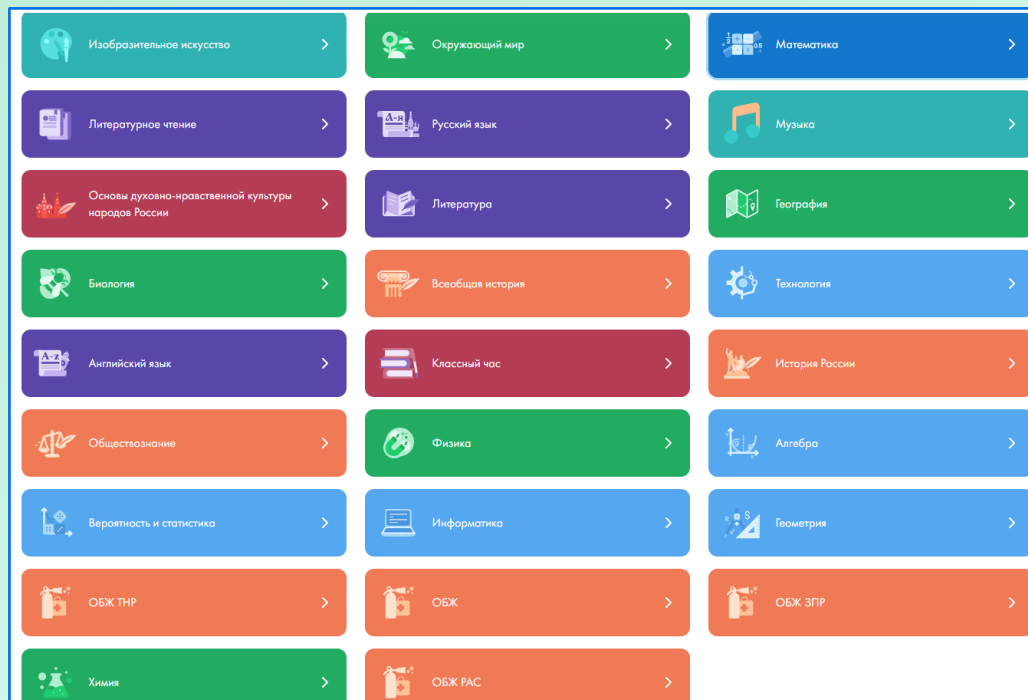 Изобразительное искусство
Окружающий мир
Математика
Литературное чтение
Русский язык
Музыка
Основы духовно-нравственной культуры
народов России
Литература
География
Биология
Всеобщая история
Технология
Английский язык
Классный час
История России
Обществознание
Физика
Алгебра
Вероятность и статистика
Информатика
Геометрия
ОБЖ ТНР
ОБЖ
ОБЖ ЗПР
Химия
ОБЖ РАС